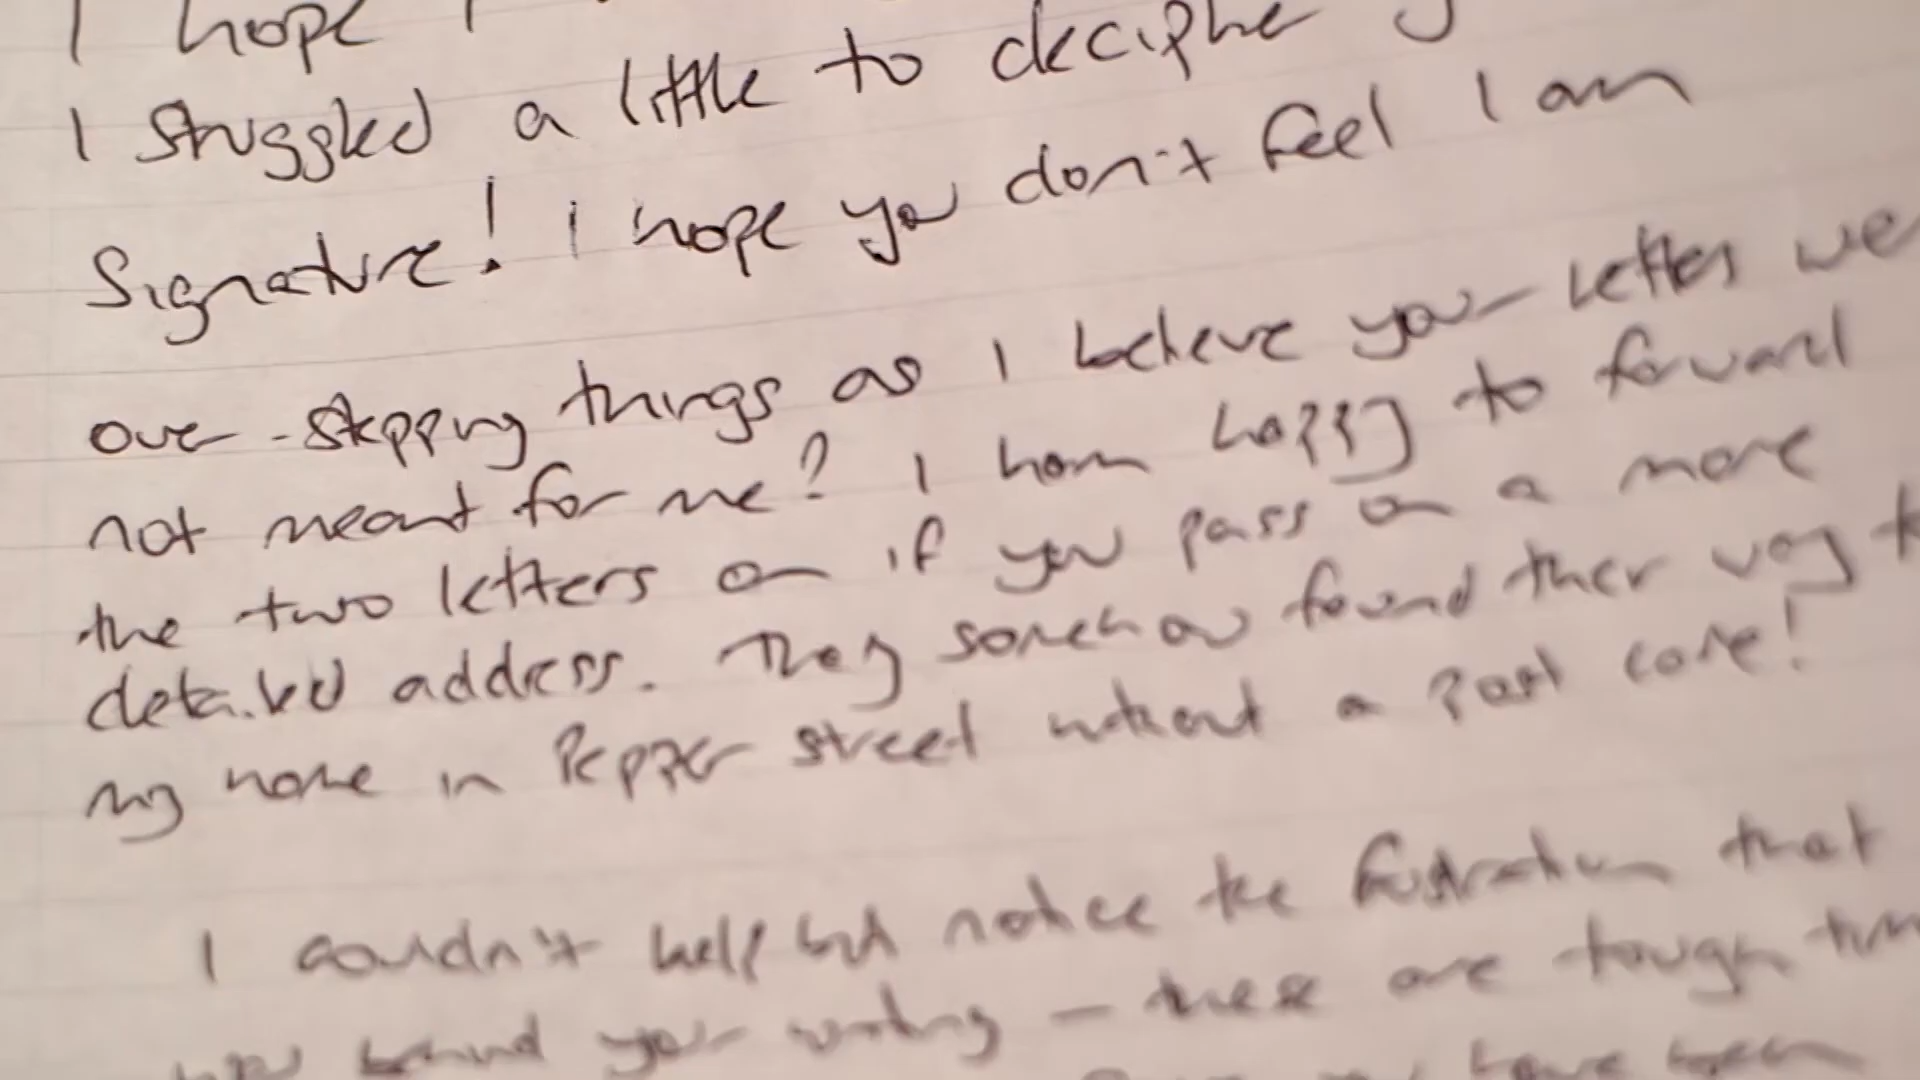 I hope
I struggled a little to decipher
Signature! I hope you don't feel I am
over-stepping things as I believe your letters
not meant for me? I hom happy to forward
the two letters on if you pass on a more
detailed address. They somehow found their way
my home in Pepper street without a post code!
I couldn't help but notice the frustration that
behind your writing – these are tough
have been